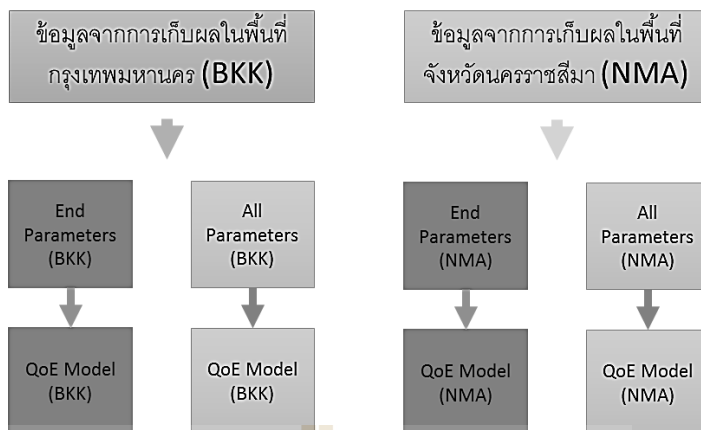 ข้อมูลจากการเก็บผลในพื้นที่
กรุงเทพมหานคร (BKK)
ข้อมูลจากการเก็บผลในพื้นที่
จังหวัดนครราชสีมา (NMA)
End
Parameters
(BKK)
All
Parameters
(BKK)
End
Parameters
(NMA)
All
Parameters
(NMA)
QoE Model
(BKK)
QoE Model
(BKK)
QoE Model
(NMA)
QoE Model
(NMA)